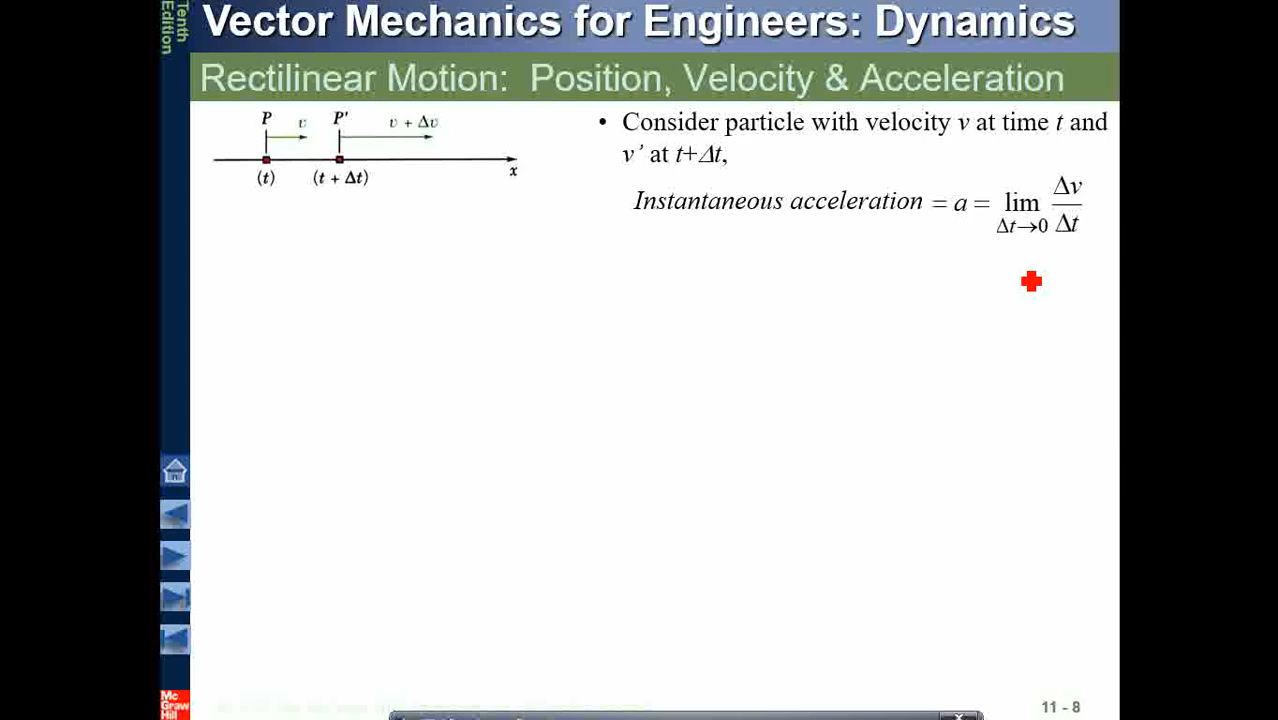 Tenth
Edition
Vector Mechanics for Engineers: Dynamics
Rectilinear Motion: Position, Velocity & Acceleration
P v P' v + Δv
(t) (t + Δt) x
• Consider particle with velocity v at time t and
v’ at t+Δt,
Instantaneous acceleration = a = lim Δv
Δt→0 Δt
Mc
Graw
Hill
11 - 8